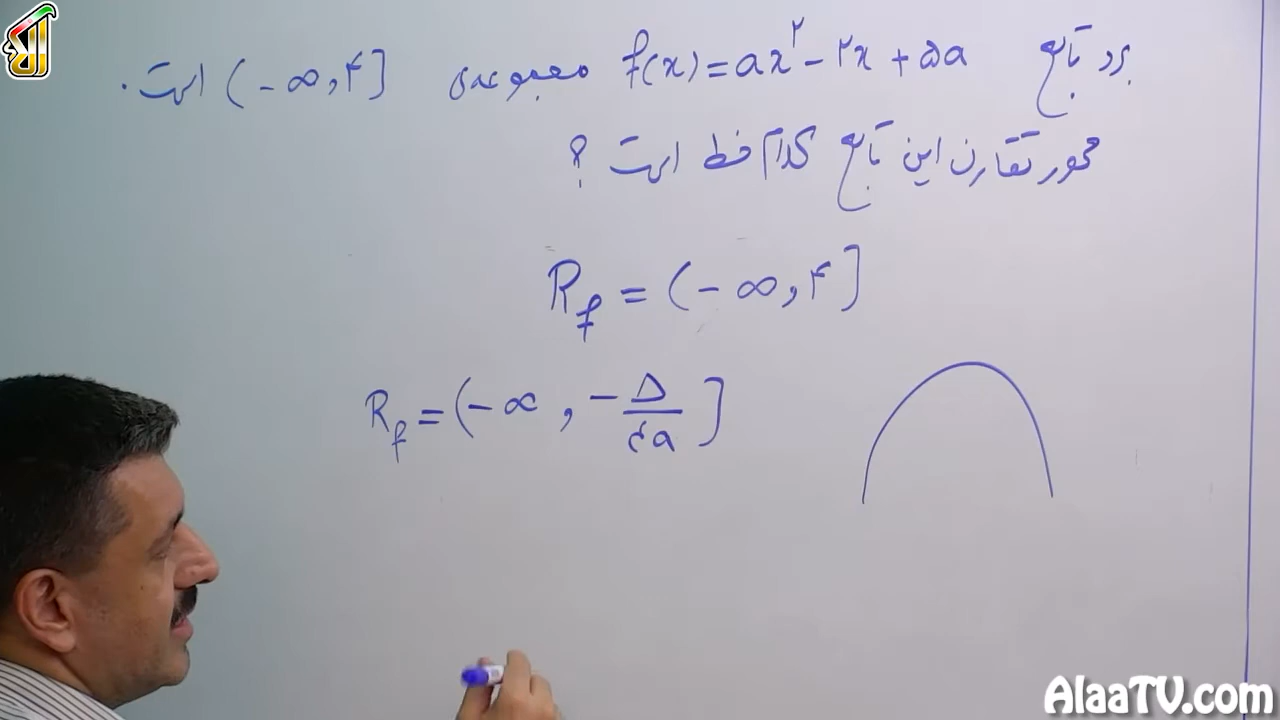 برد تابع f(x) = ax² - ۲x + ۵a مجموعه‌ی (-∞, ۴] است.
محور تقارن این تابع کدام خط است؟
R_f = (-∞, ۴]
R_f = (-∞, -Δ/۴a]
AlaaTV.com